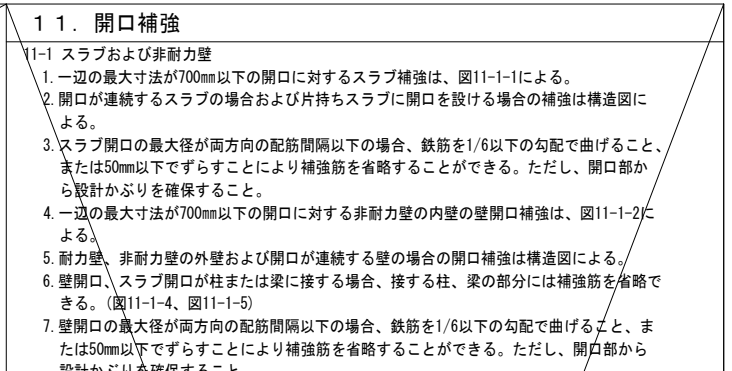 １１．開口補強
11-1 スラブおよび非耐力壁
1. 一辺の最大寸法が700㎜以下の開口に対するスラブ補強は、図11-1-1による。
2. 開口が連続するスラブの場合および片持ちスラブに開口を設ける場合の補強は構造図に
よる。
3. スラブ開口の最大径が両方向の配筋間隔以下の場合、鉄筋を1/6以下の勾配で曲げること、
または50㎜以下でずらすことにより補強筋を省略することができる。ただし、開口部か
ら設計かぶりを確保すること。
4. 一辺の最大寸法が700㎜以下の開口に対する非耐力壁の内壁の壁開口補強は、図11-1-2に
よる。
5. 耐力壁、非耐力壁の外壁および開口が連続する壁の場合の開口補強は構造図による。
6. 壁開口、スラブ開口が柱または梁に接する場合、接する柱、梁の部分には補強筋を省略で
きる。(図11-1-4、図11-1-5)
7. 壁開口の最大径が両方向の配筋間隔以下の場合、鉄筋を1/6以下の勾配で曲げること、ま
たは50㎜以下でずらすことにより補強筋を省略することができる。ただし、開口部から
設計かぶりを確保すること